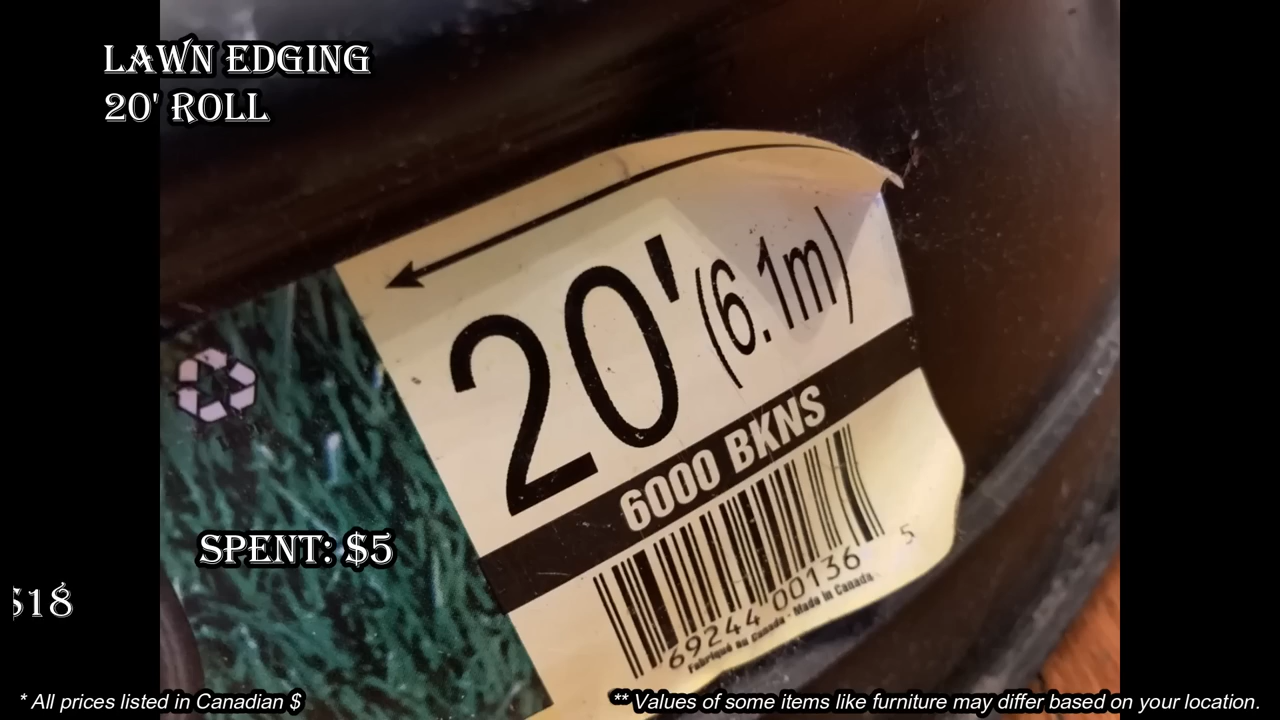 LAWN EDGING
20' ROLL
20' (6.1m)
6000 BKNS
69244 00136 5
Fabriqué au Canada - Made in Canada
SPENT: $5
$18
* All prices listed in Canadian $
** Values of some items like furniture may differ based on your location.